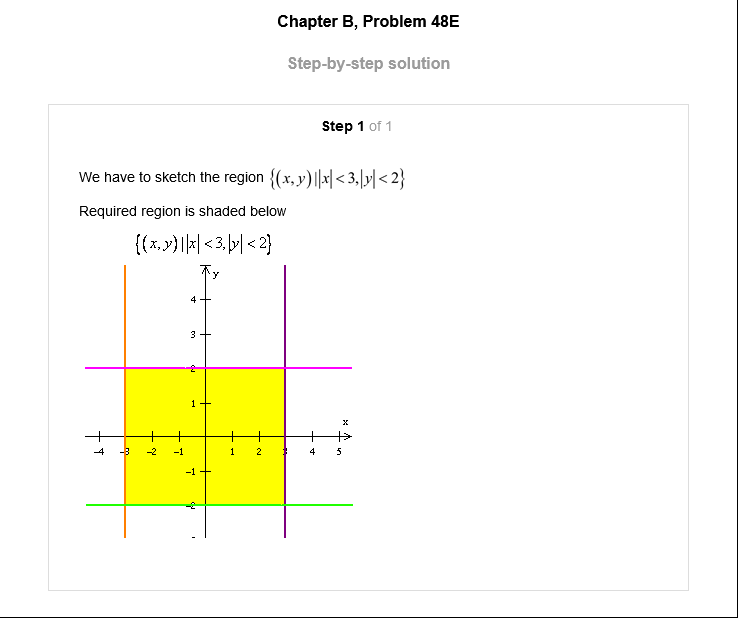 Chapter B, Problem 48E
Step-by-step solution
Step 1 of 1
We have to sketch the region {(x, y) | |x| < 3, |y| < 2}
Required region is shaded below
{(x, y) | |x| < 3, |y| < 2}
y
4
3
2
1
x
-4 -3 -2 -1 1 2 3 4 5
-1
-2